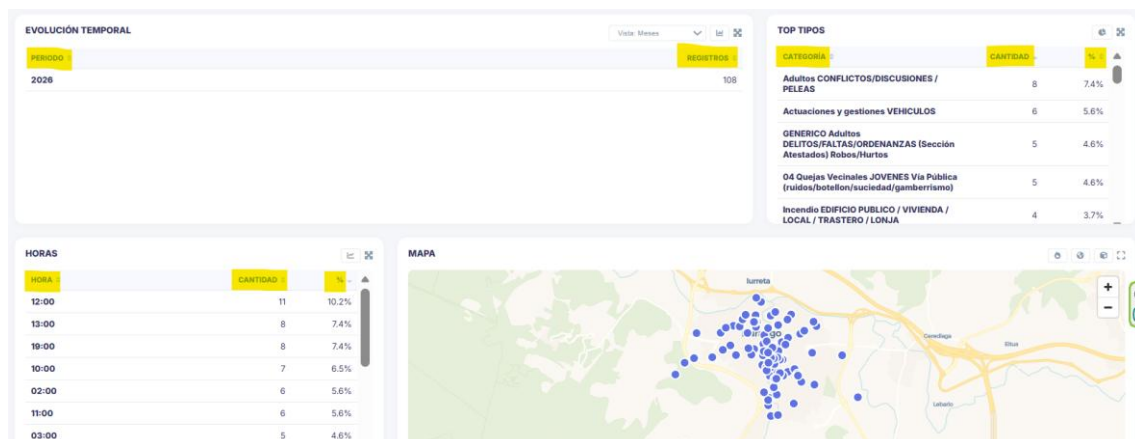 EVOLUCIÓN TEMPORAL
Vista: Meses
PERIODO
REGISTROS
2026
108
TOP TIPOS
CATEGORÍA
CANTIDAD
%
Adultos CONFLICTOS/DISCUSIONES /
PELEAS
8
7.4%
Actuaciones y gestiones VEHICULOS
6
5.6%
GENERICO Adultos
DELITOS/FALTAS/ORDENANZAS (Sección
Atestados) Robos/Hurtos
5
4.6%
04 Quejas Vecinales JOVENES Vía Pública
(ruidos/botellon/suciedad/gamberrismo)
5
4.6%
Incendio EDIFICIO PUBLICO / VIVIENDA /
LOCAL / TRASTERO / LONJA
4
3.7%
HORAS
HORA
CANTIDAD
%
12:00
11
10.2%
13:00
8
7.4%
19:00
8
7.4%
10:00
7
6.5%
02:00
6
5.6%
11:00
6
5.6%
03:00
5
4.6%
MAPA
Iurreta
Gerediaga
Lebario
+
−